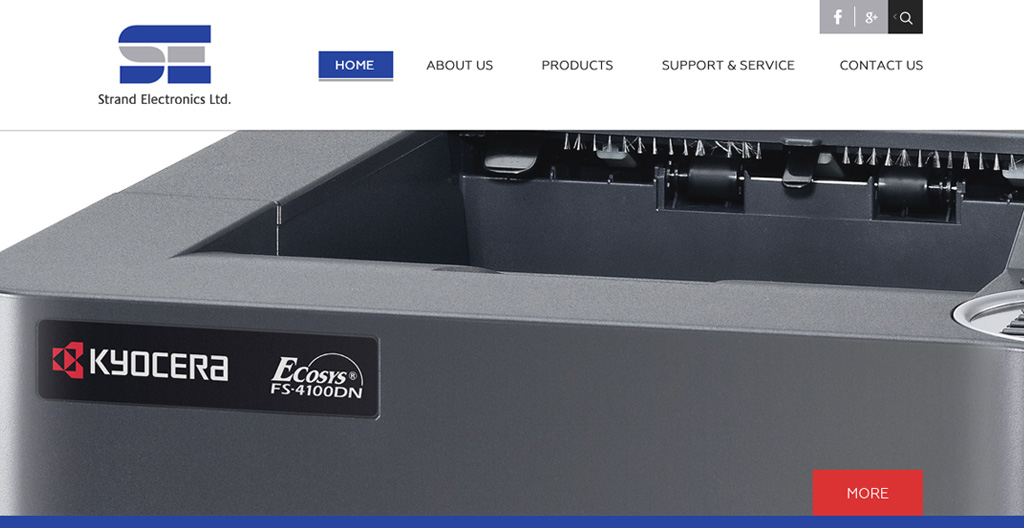 SE
Strand Electronics Ltd.
HOME ABOUT US PRODUCTS SUPPORT & SERVICE CONTACT US
f g+
KYOCERA
ECOSYS®
FS-4100DN
MORE